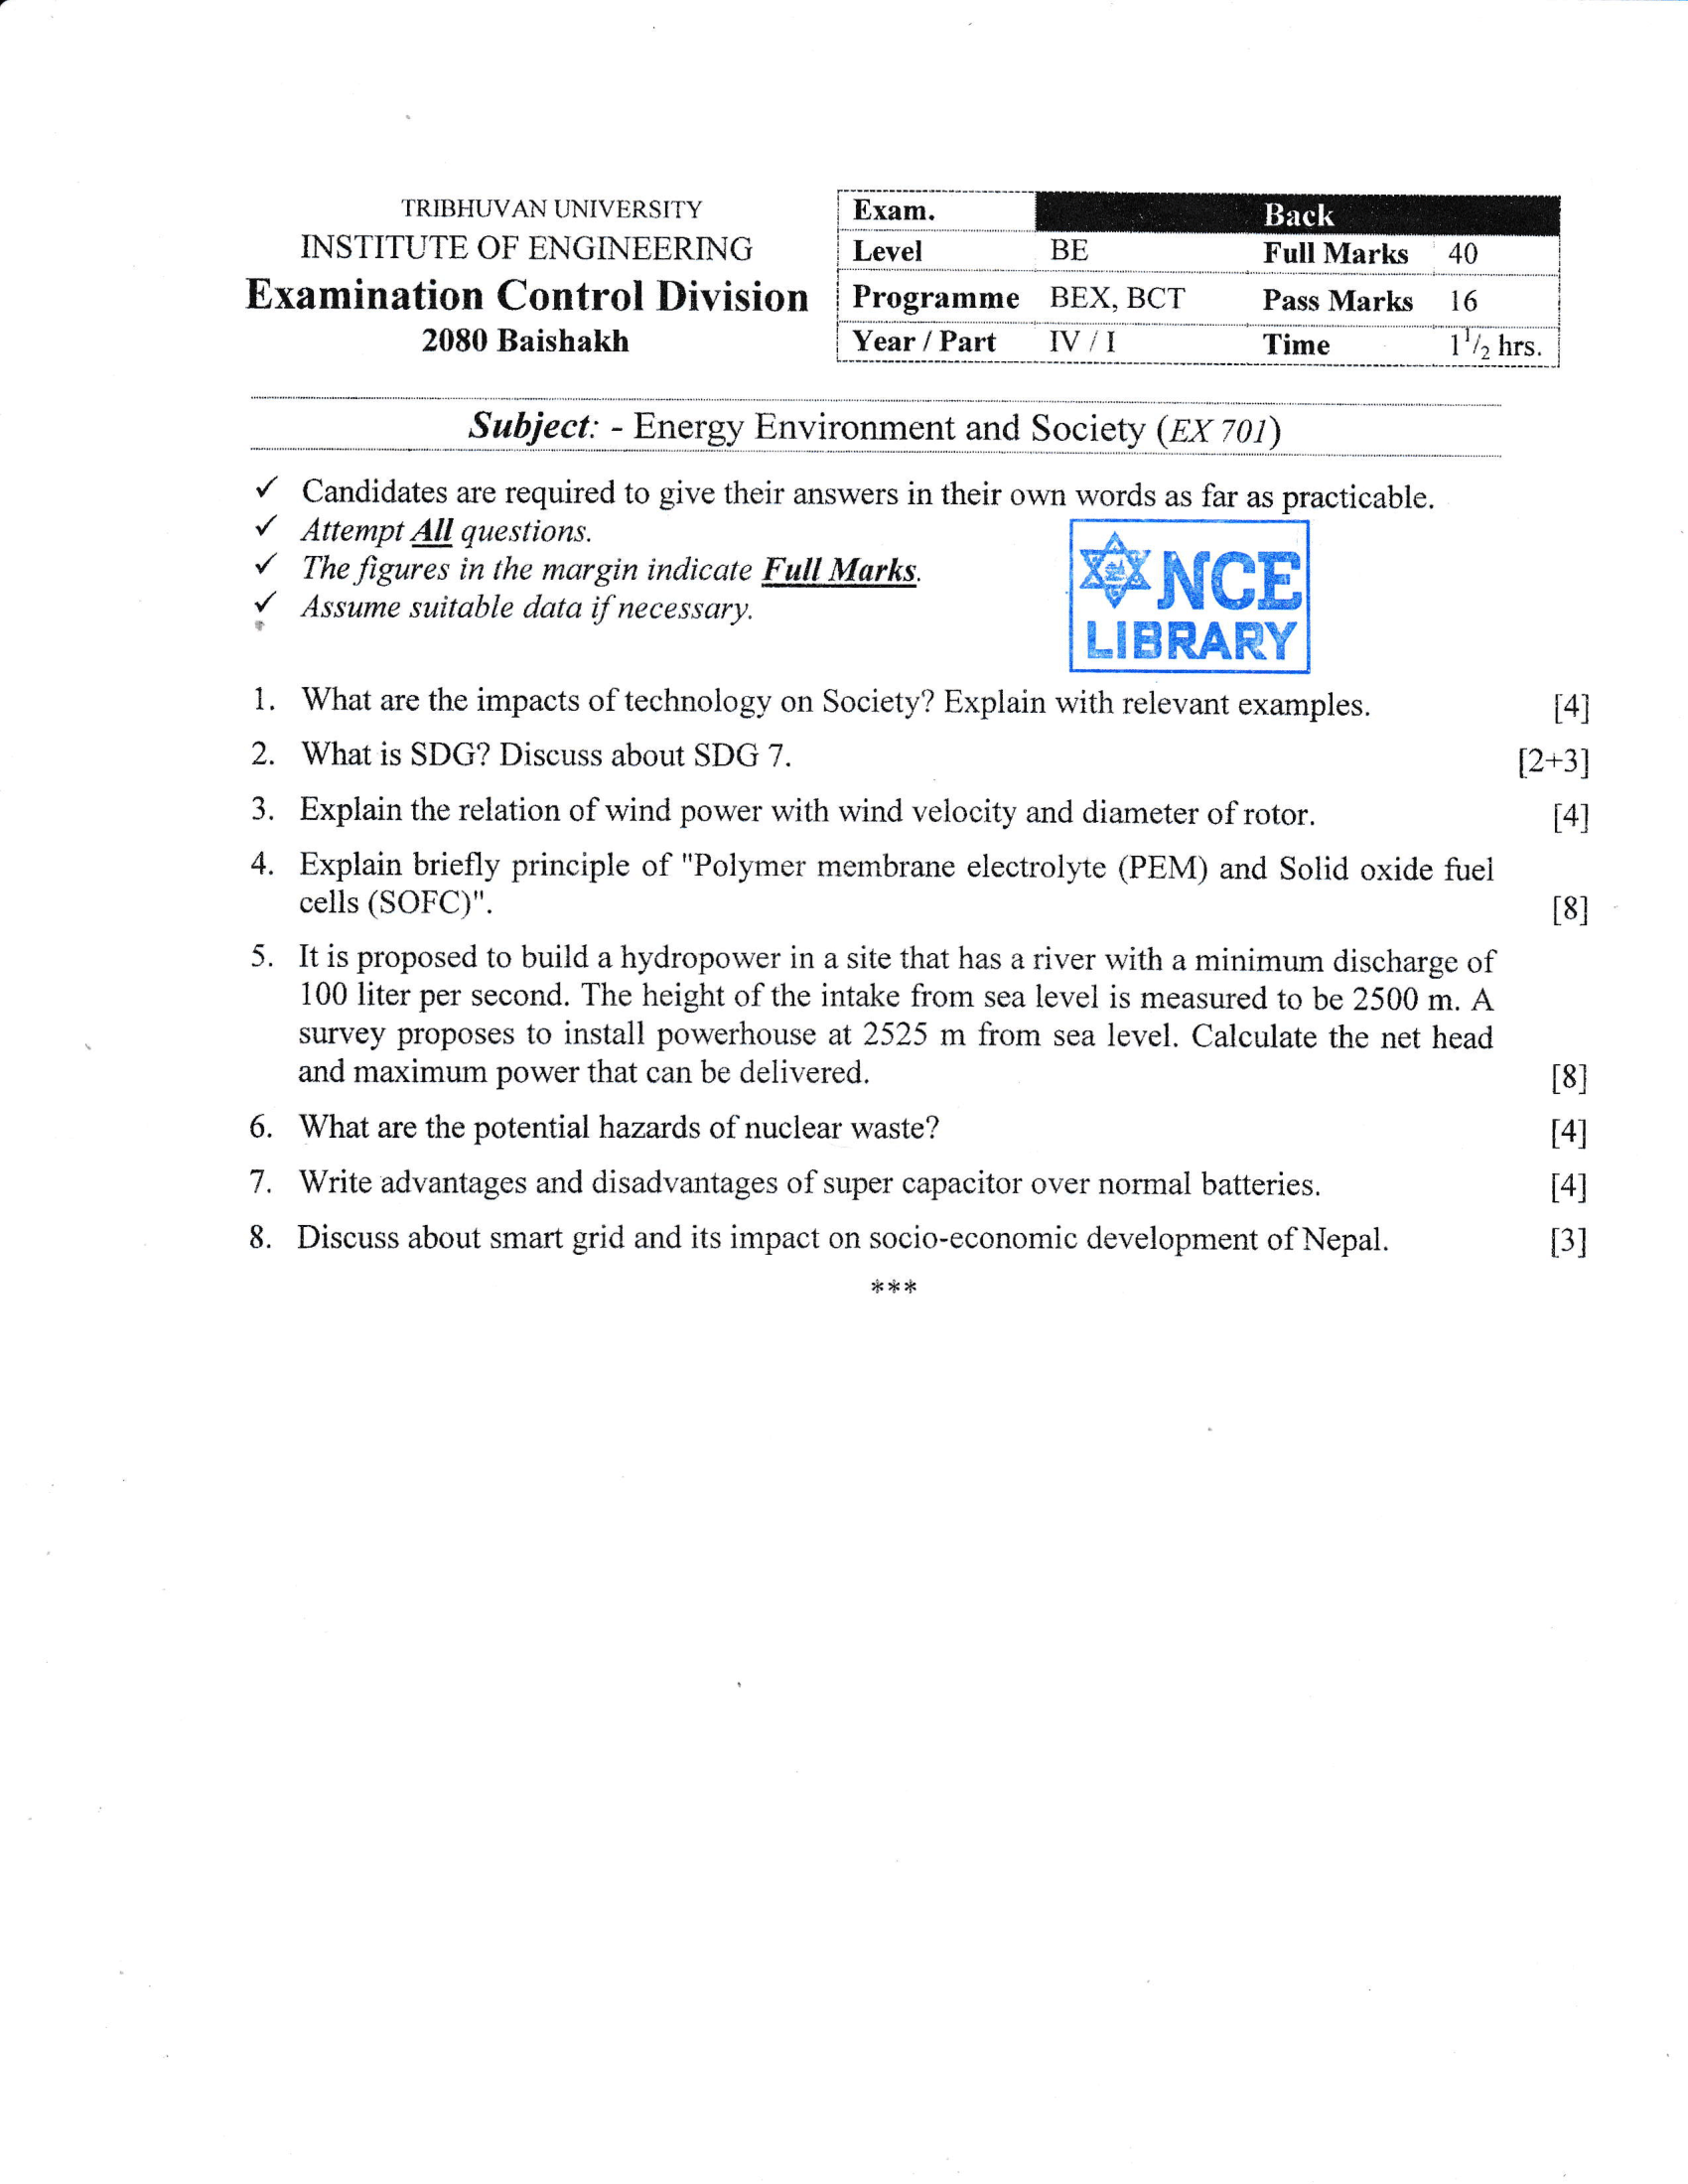 TRIBHUVAN UNIVERSITY
INSTITUTE OF ENGINEERING
Examination Control Division
2080 Baishakh
Exam. Back
Level BE Full Marks 40
Programme BEX, BCT Pass Marks 16
Year / Part IV / I Time 1 1/2 hrs.
Subject: - Energy Environment and Society (EX 701)
✓ Candidates are required to give their answers in their own words as far as practicable.
✓ Attempt All questions.
✓ The figures in the margin indicate Full Marks.
✓ Assume suitable data if necessary.
NCE
LIBRARY
1. What are the impacts of technology on Society? Explain with relevant examples. [4]
2. What is SDG? Discuss about SDG 7. [2+3]
3. Explain the relation of wind power with wind velocity and diameter of rotor. [4]
4. Explain briefly principle of "Polymer membrane electrolyte (PEM) and Solid oxide fuel
cells (SOFC)". [8]
5. It is proposed to build a hydropower in a site that has a river with a minimum discharge of
100 liter per second. The height of the intake from sea level is measured to be 2500 m. A
survey proposes to install powerhouse at 2525 m from sea level. Calculate the net head
and maximum power that can be delivered. [8]
6. What are the potential hazards of nuclear waste? [4]
7. Write advantages and disadvantages of super capacitor over normal batteries. [4]
8. Discuss about smart grid and its impact on socio-economic development of Nepal. [3]
***